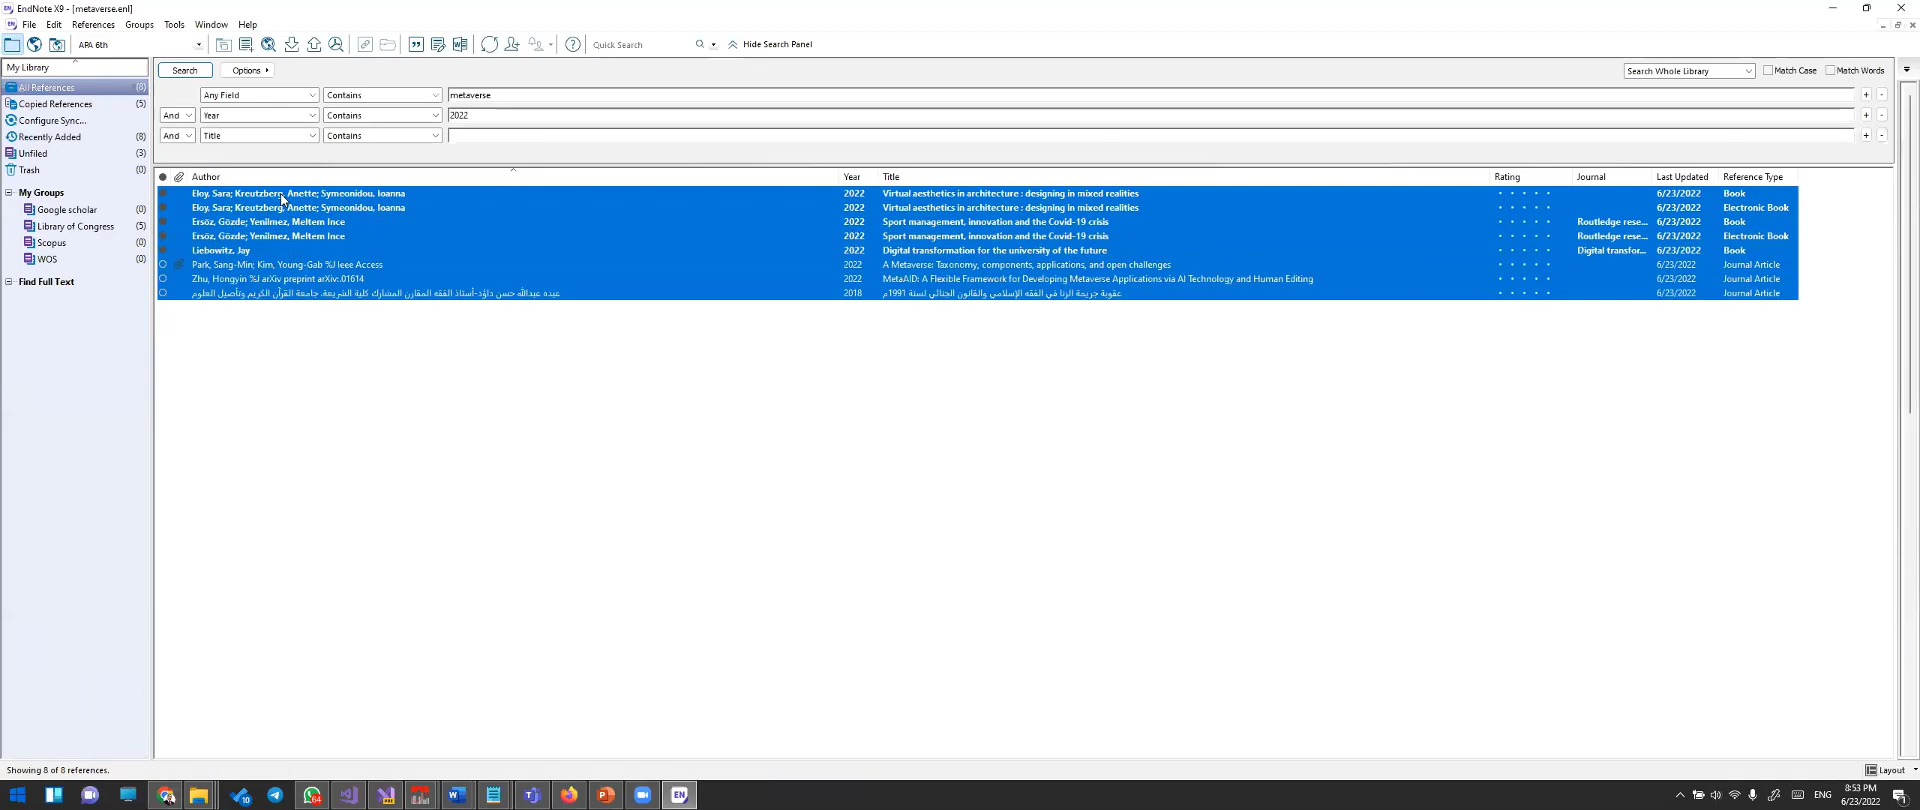 EndNote X9 - [metaverse.enl]
File Edit References Groups Tools Window Help
APA 6th Quick Search Hide Search Panel
My Library
All References (8)
Copied References (5)
Configure Sync...
Recently Added (8)
Unfiled (3)
Trash (0)
My Groups
Google scholar (0)
Library of Congress (5)
Scopus (0)
WOS (0)
Find Full Text
Search Options Search Whole Library Match Case Match Words
Any Field Contains metaverse + -
And Year Contains 2022 + -
And Title Contains + -
Author Year Title Rating Journal Last Updated Reference Type
Eloy, Sara; Kreutzberg, Anette; Symeonidou, Ioanna 2022 Virtual aesthetics in architecture : designing in mixed realities 6/23/2022 Book
Eloy, Sara; Kreutzberg, Anette; Symeonidou, Ioanna 2022 Virtual aesthetics in architecture : designing in mixed realities 6/23/2022 Electronic Book
Ersöz, Gözde; Yenilmez, Meltem Ince 2022 Sport management, innovation and the Covid-19 crisis Routledge rese... 6/23/2022 Book
Ersöz, Gözde; Yenilmez, Meltem Ince 2022 Sport management, innovation and the Covid-19 crisis Routledge rese... 6/23/2022 Electronic Book
Liebowitz, Jay 2022 Digital transformation for the university of the future Digital transfor... 6/23/2022 Book
Park, Sang-Min; Kim, Young-Gab %J Ieee Access 2022 A Metaverse: Taxonomy, components, applications, and open challenges 6/23/2022 Journal Article
Zhu, Hongyin %J arXiv preprint arXiv:.01614 2022 MetaAID: A Flexible Framework for Developing Metaverse Applications via AI Technology and Human Editing 6/23/2022 Journal Article
عبده عبدالله حسن داؤد-أستاذ الفقه المقارن المشارك كلية الشريعة. جامعة القرآن الكريم وتأصيل العلوم 2018 عقوبة جريمة الزنا في الفقه الإسلامي والقانون الجنائي لسنة 1991م 6/23/2022 Journal Article
Showing 8 of 8 references. Layout
ENG 8:53 PM
6/23/2022